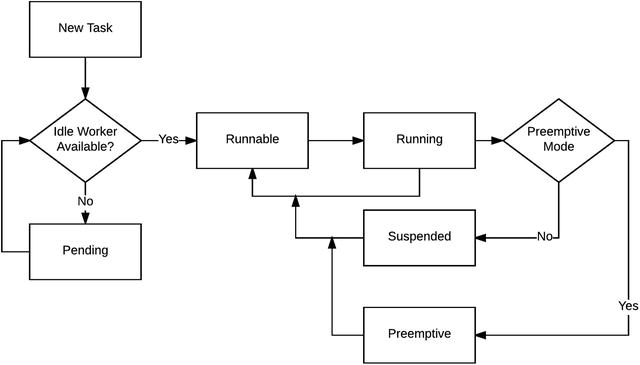 New Task
Idle Worker
Available?
Yes
Runnable
Running
Preemptive
Mode
No
Pending
Suspended
No
Yes
Preemptive